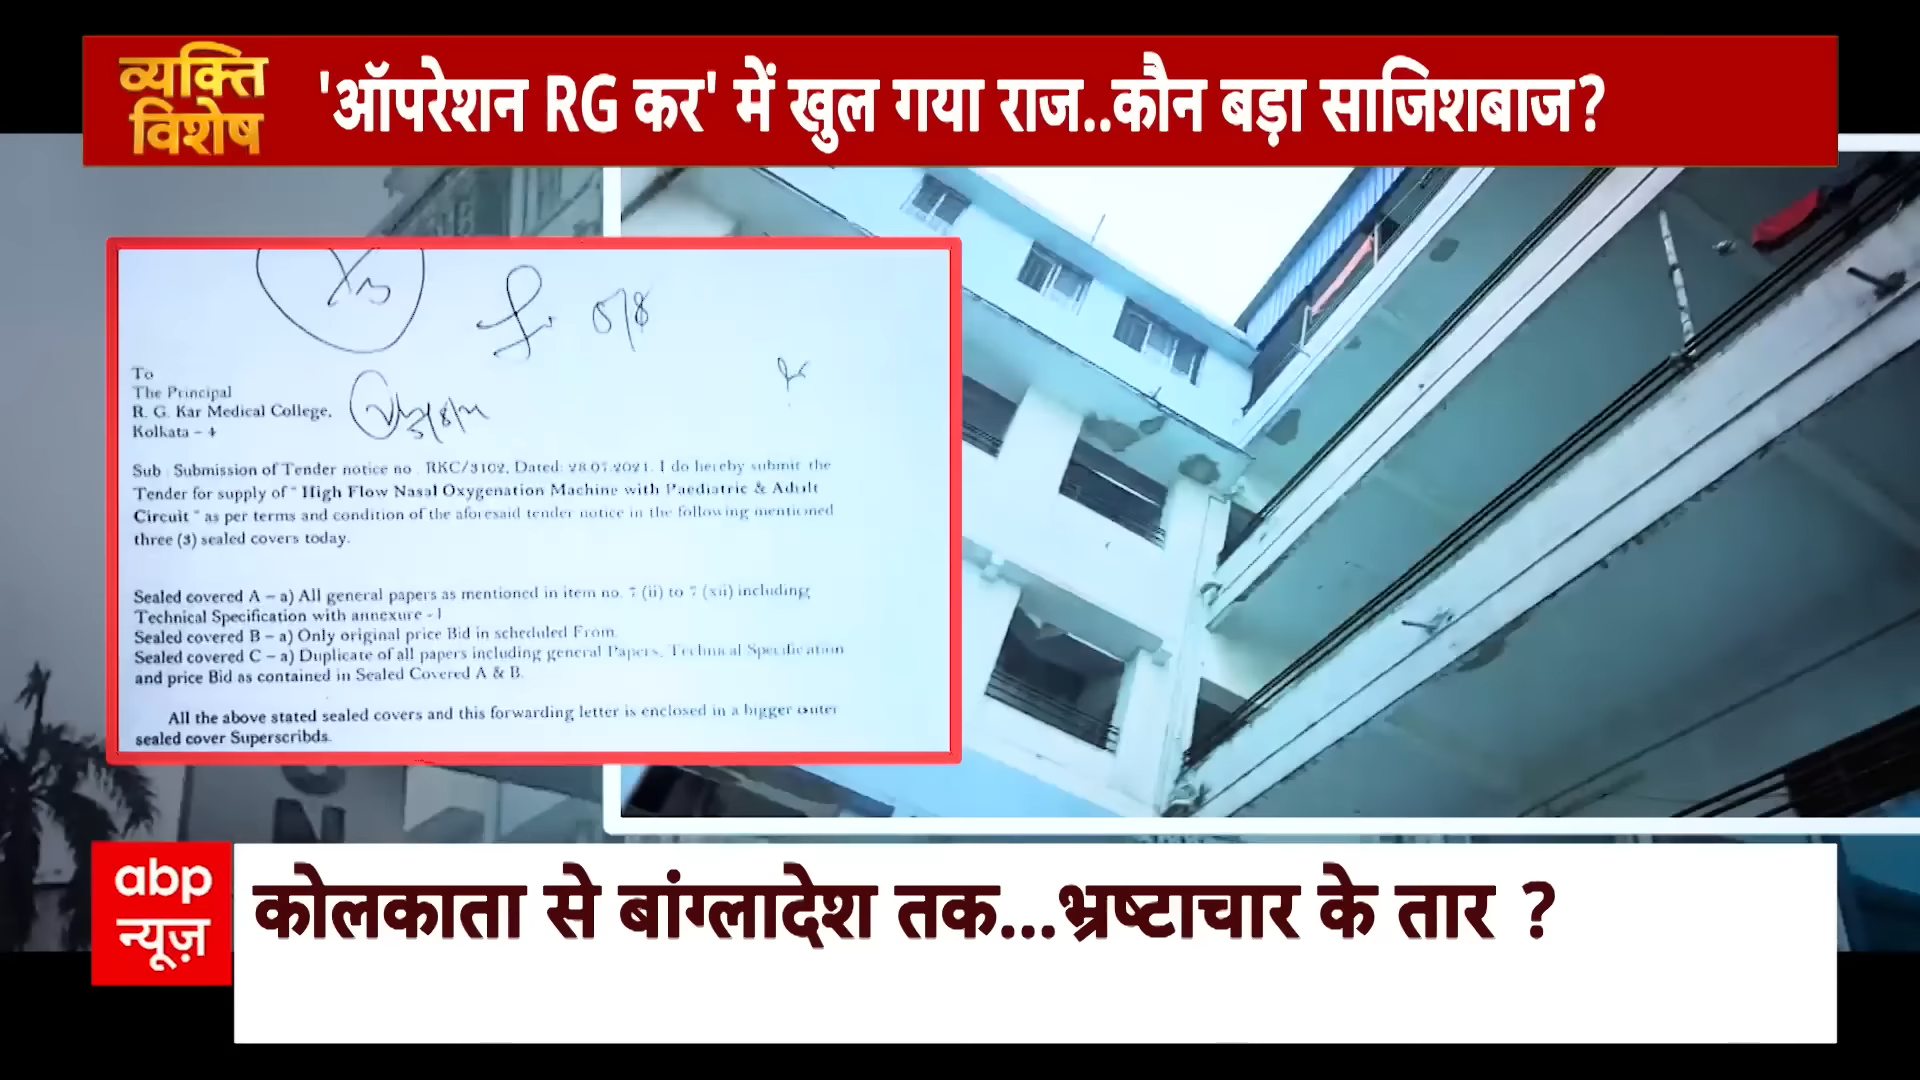 व्यक्ति
विशेष
'ऑपरेशन RG कर' में खुल गया राज..कौन बड़ा साजिशबाज?
To
The Principal
R. G. Kar Medical College,
Kolkata – 4
Sub : Submission of Tender notice no . RKC/3102, Dated: 28.07.2021. I do hereby submit the
Tender for supply of " High Flow Nasal Oxygenation Machine with Paediatric & Adult
Circuit " as per terms and condition of the aforesaid tender notice in the following mentioned
three (3) sealed covers today.
Sealed covered A – a) All general papers as mentioned in item no. 7 (ii) to 7 (xii) including
Technical Specification with annexure - I
Sealed covered B – a) Only original price Bid in scheduled From.
Sealed covered C – a) Duplicate of all papers including general Papers, Technical Specification
and price Bid as contained in Sealed Covered A & B.
All the above stated sealed covers and this forwarding letter is enclosed in a bigger outer
sealed cover Superscribds.
abp
न्यूज़
कोलकाता से बांग्लादेश तक...भ्रष्टाचार के तार ?